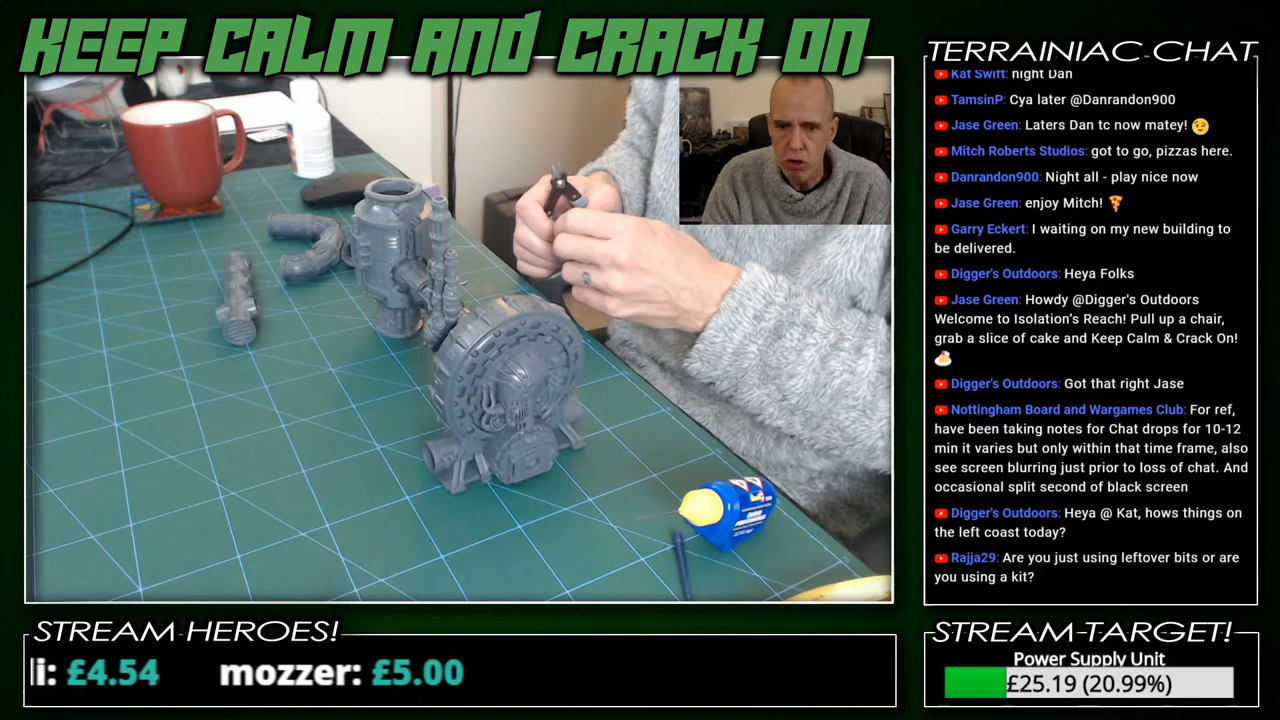 KEEP CALM AND CRACK ON
TERRAINIAC CHAT
Kat Swift: night Dan
TamsinP: Cya later @Danrandon900
Jase Green: Laters Dan tc now matey! 😉
Mitch Roberts Studios: got to go, pizzas here.
Danrandon900: Night all - play nice now
Jase Green: enjoy Mitch! 🍕
Garry Eckert: I waiting on my new building to
be delivered.
Digger's Outdoors: Heya Folks
Jase Green: Howdy @Digger's Outdoors
Welcome to Isolation's Reach! Pull up a chair,
grab a slice of cake and Keep Calm & Crack On!
🍰
Digger's Outdoors: Got that right Jase
Nottingham Board and Wargames Club: For ref,
have been taking notes for Chat drops for 10-12
min it varies but only within that time frame, also
see screen blurring just prior to loss of chat. And
occasional split second of black screen
Digger's Outdoors: Heya @ Kat, hows things on
the left coast today?
Rajja29: Are you just using leftover bits or are
you using a kit?
STREAM HEROES!
i: £4.54 mozzer: £5.00
STREAM TARGET!
Power Supply Unit
£25.19 (20.99%)